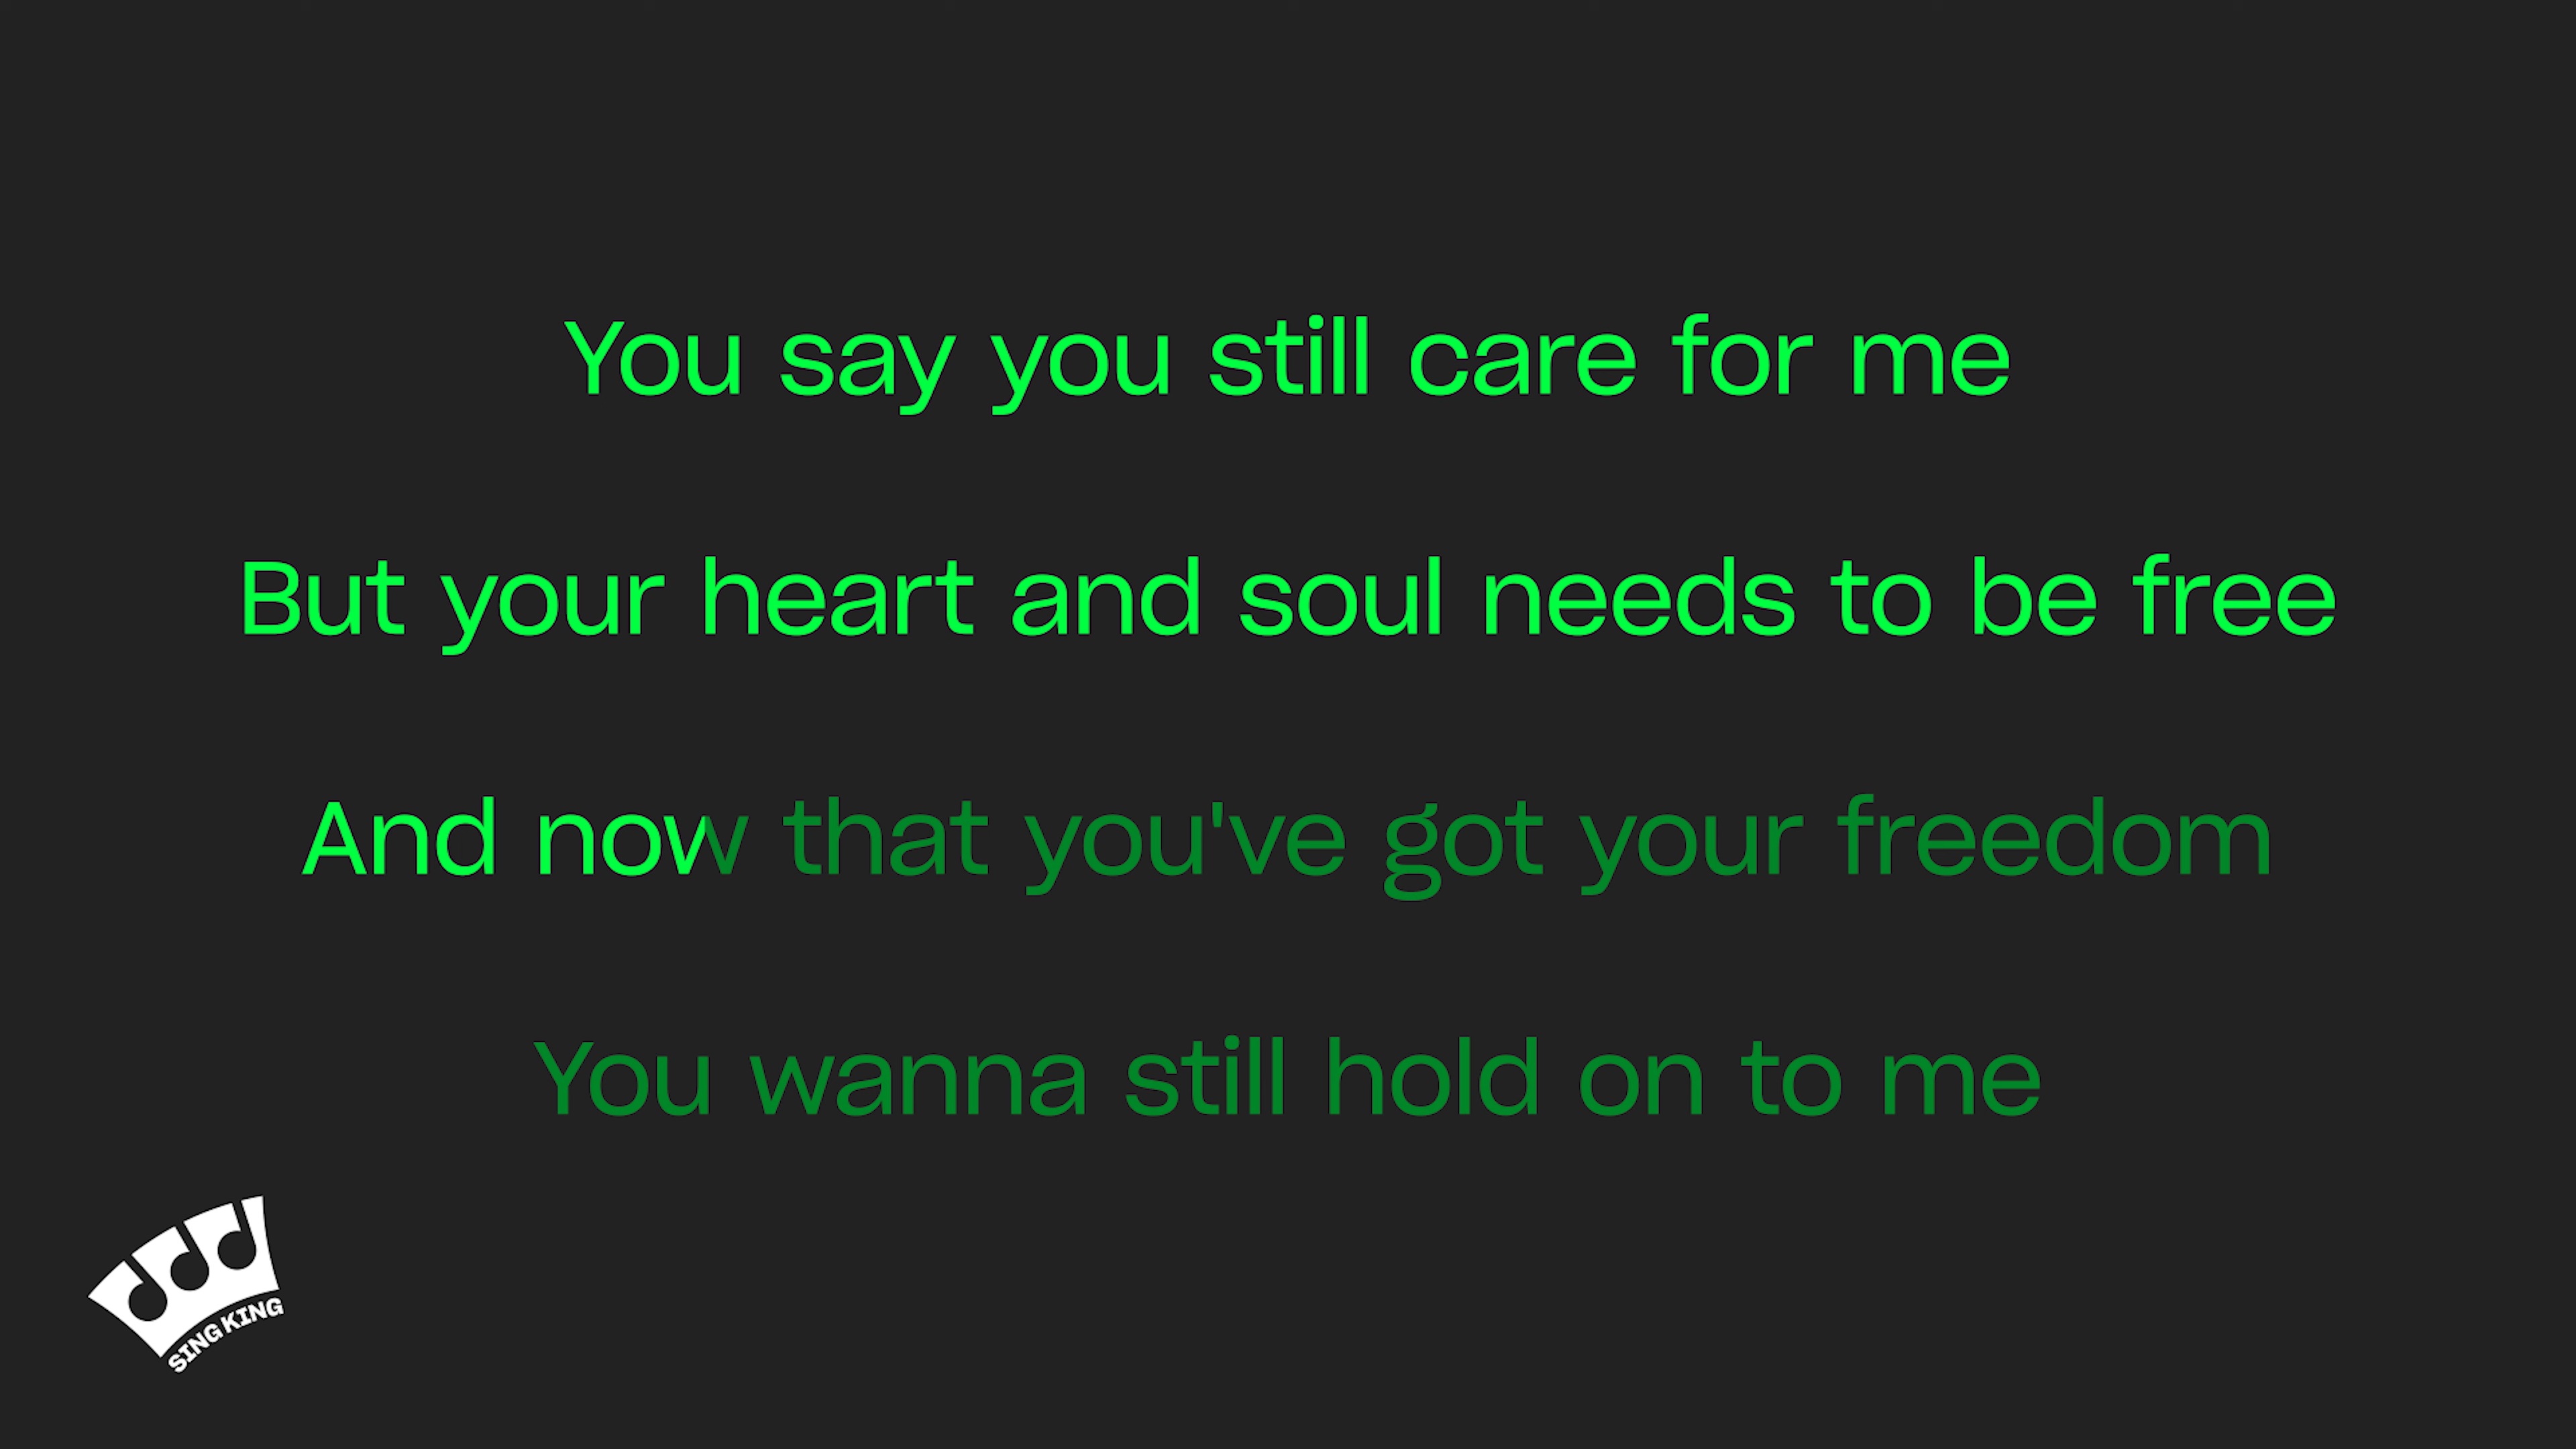 You say you still care for me
But your heart and soul needs to be free
And now that you've got your freedom
You wanna still hold on to me
SING KING